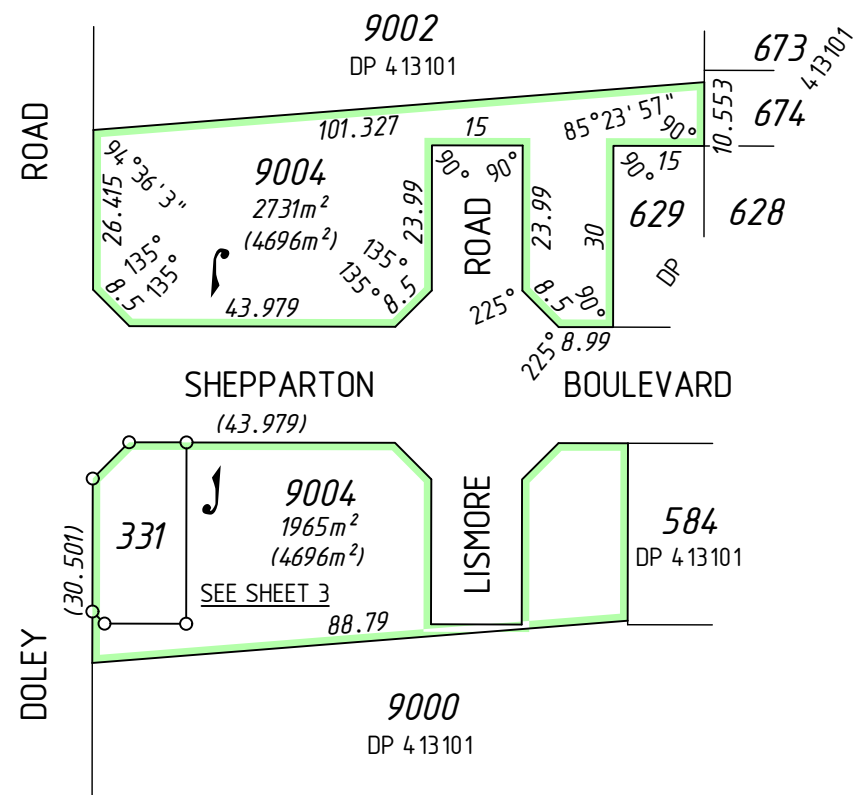 9002
DP 413101
673
674
413101
ROAD
101.327
15
85°23'57"
90°
10.553
94°36'3"
9004
2731m²
(4696m²)
26.415
135°
135°
8.5
43.979
135°
135°
8.5
23.99
90°
90°
ROAD
23.99
225°
8.5
90°
30
90°
15
629
628
DP
225°
8.99
SHEPPARTON
BOULEVARD
(43.979)
9004
1965m²
(4696m²)
331
SEE SHEET 3
(30.501)
88.79
LISMORE
584
DP 413101
DOLEY
9000
DP 413101